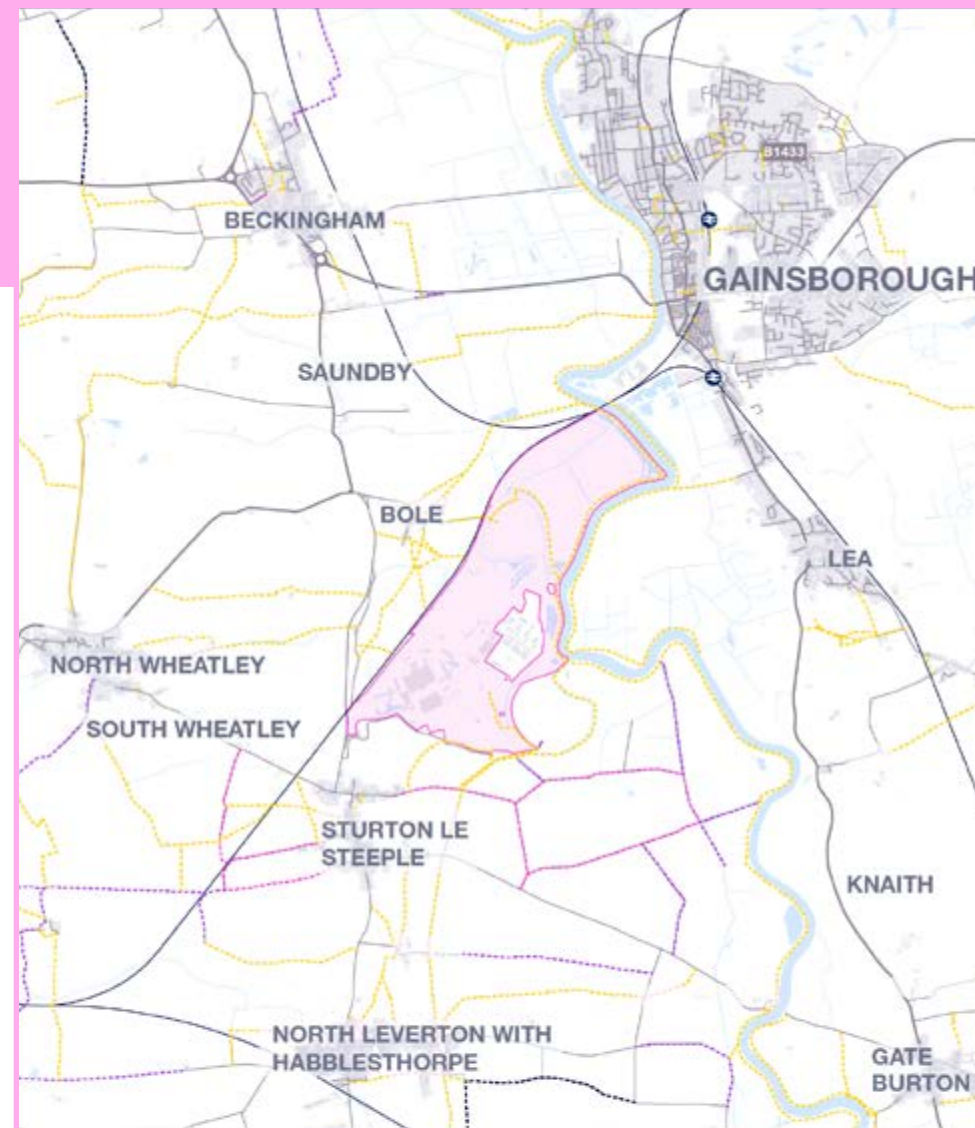 B1433
BECKINGHAM
GAINSBOROUGH
SAUNDBY
BOLE
LEA
NORTH WHEATLEY
SOUTH WHEATLEY
STURTON LE
STEEPLE
KNAITH
NORTH LEVERTON WITH
HABBLESTHORPE
GATE
BURTON